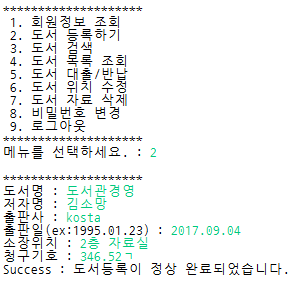 ******************
1. 회원정보 조회
2. 도서 등록하기
3. 도서 검색
4. 도서 목록 조회
5. 도서 대출/반납
6. 도서 위치 수정
7. 도서 자료 삭제
8. 비밀번호 변경
9. 로그아웃
******************
메뉴를 선택하세요. : 2

******************
도서명 : 도서관경영
저자명 : 김소망
출판사 : kosta
출판일(ex:1995.01.23) : 2017.09.04
소장위치 : 2층 자료실
청구기호 : 346.52ㄱ
Success : 도서등록이 정상 완료되었습니다.